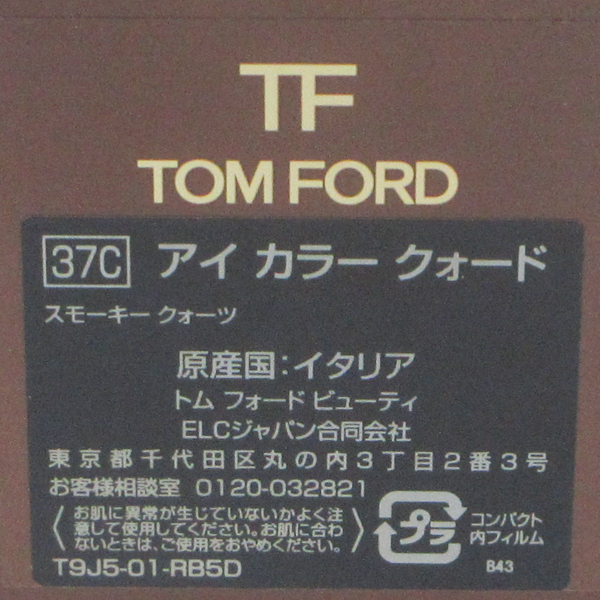 TF
TOM FORD
37C アイ カラー クォード
スモーキー クォーツ
原産国:イタリア
トム フォード ビューティ
ELCジャパン合同会社
東京都千代田区丸の内3丁目2番3号
お客様相談室 0120-032821
〈お肌に異常が生じていないかよく注
意して使用してください。お肌に合わ
ないときは、ご使用をおやめください。〉
プラ
コンパクト
内フィルム
T9J5-01-RB5D
B43